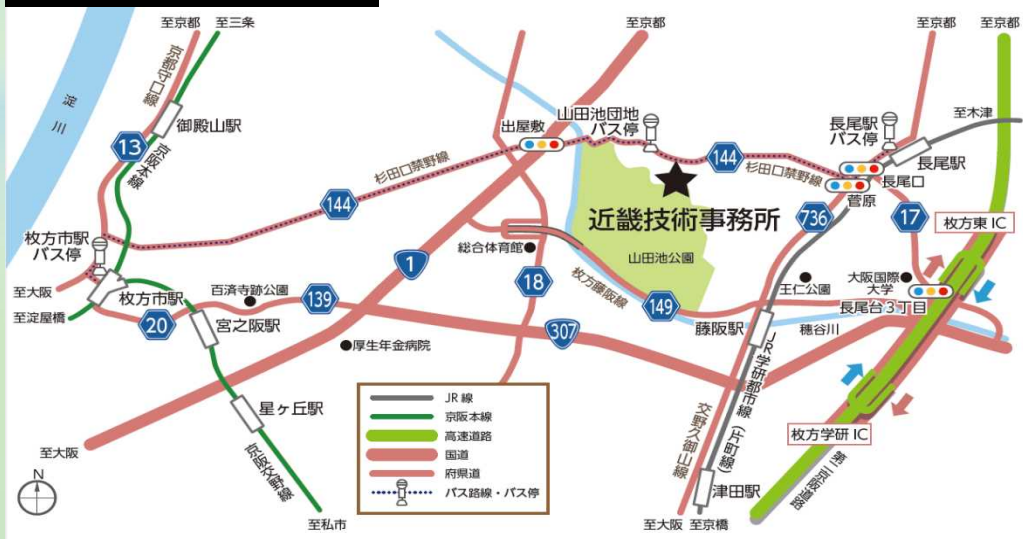 至京都
至三条
至京都
至京都
至京都
京都守口線
淀川
御殿山駅
13
京阪本線
出屋敷
山田池団地
バス停
144
杉田口禁野線
長尾駅
バス停
至木津
長尾駅
長尾口
菅原
杉田口禁野線
144
近畿技術事務所
736
17
枚方東IC
枚方市駅
バス停
総合体育館
山田池公園
1
18
枚方藤阪線
149
王仁公園
大阪国際
大学
長尾台3丁目
至大阪
枚方市駅
百済寺跡公園
139
至淀屋橋
20
宮之阪駅
307
藤阪駅
穂谷川
厚生年金病院
JR学研都市線(片町線)
星ヶ丘駅
JR線
京阪本線
高速道路
国道
府県道
バス路線・バス停
交野久御山線
枚方学研IC
至大阪
京阪交野線
津田駅
第二京阪道路
N
至私市
至大阪
至京橋